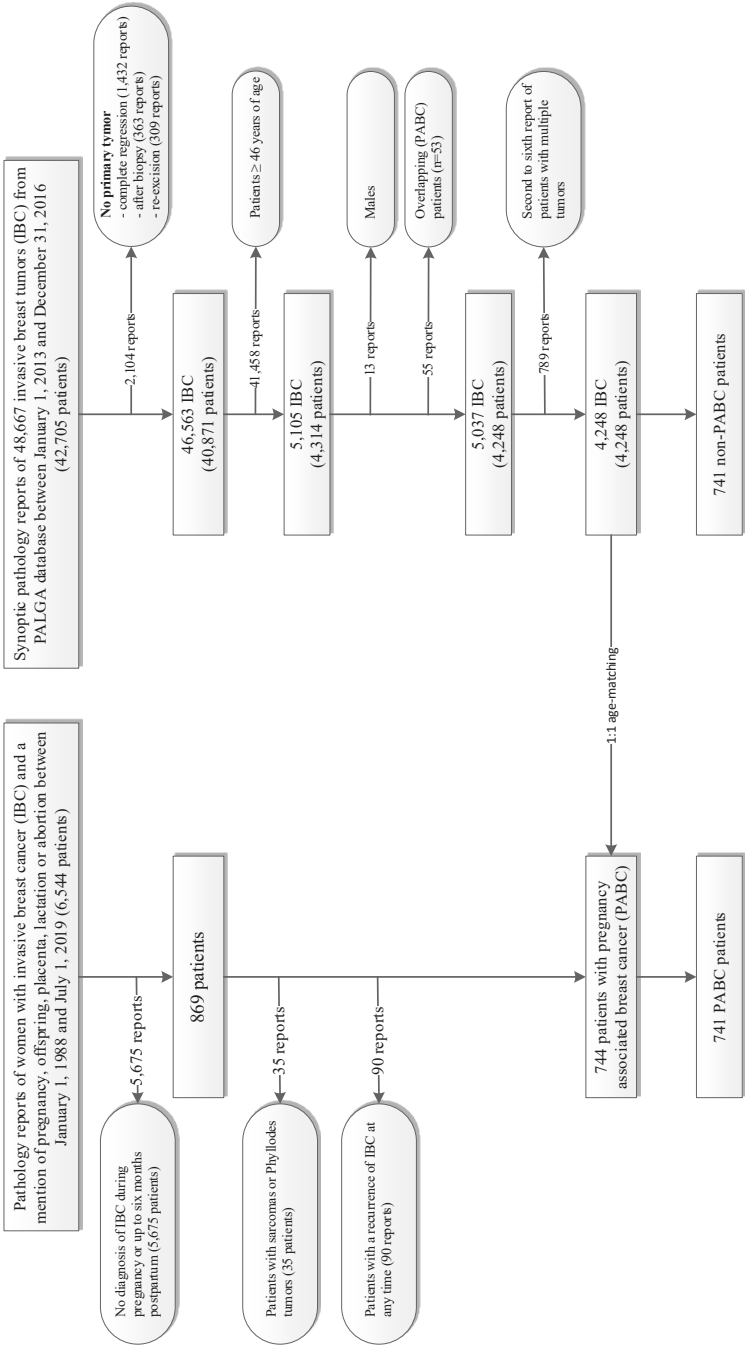 Pathology reports of women with invasive breast cancer (IBC) and a
mention of pregnancy, offspring, placenta, lactation or abortion between
January 1, 1988 and July 1, 2019 (6,544 patients)
5,675 reports
No diagnosis of IBC during
pregnancy or up to six months
postpartum (5,675 patients)
869 patients
35 reports
Patients with sarcomas or Phyllodes
tumors (35 patients)
90 reports
Patients with a recurrence of IBC at
any time (90 reports)
744 patients with pregnancy
associated breast cancer (PABC)
741 PABC patients
1:1 age-matching
Synoptic pathology reports of 48,667 invasive breast tumors (IBC) from
PALGA database between January 1, 2013 and December 31, 2016
(42,705 patients)
2,104 reports
No primary tymor
- complete regression (1,432 reports)
- after biopsy (363 reports)
- re-excision (309 reports)
46,563 IBC
(40,871 patients)
41,458 reports
Patients ≥ 46 years of age
5,105 IBC
(4,314 patients)
13 reports
Males
55 reports
Overlapping (PABC)
patients (n=53)
5,037 IBC
(4,248 patients)
789 reports
Second to sixth report of
patients with multiple
tumors
4,248 IBC
(4,248 patients)
741 non-PABC patients